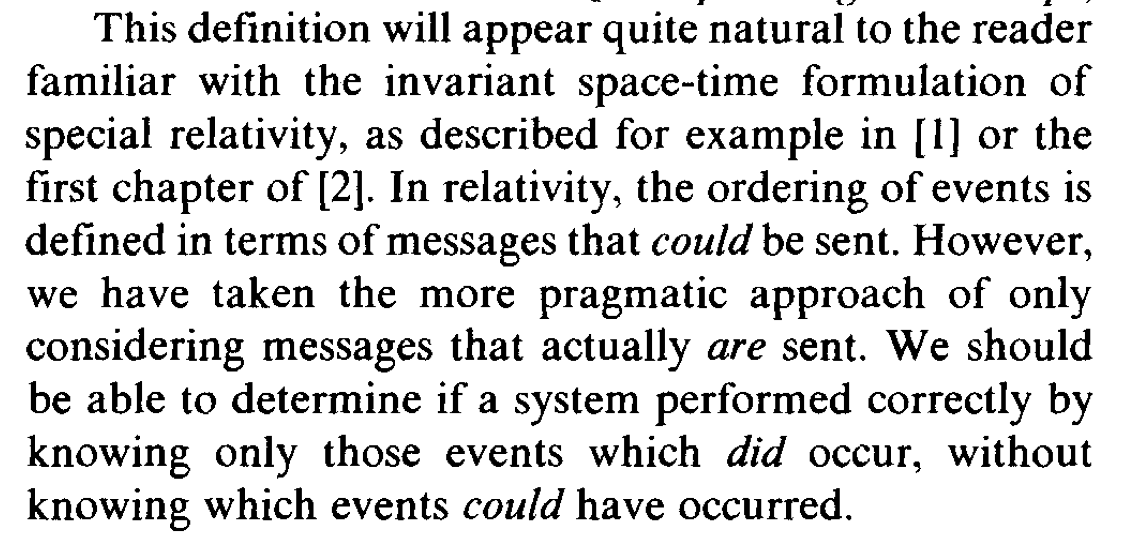 This definition will appear quite natural to the reader
familiar with the invariant space-time formulation of
special relativity, as described for example in [1] or the
first chapter of [2]. In relativity, the ordering of events is
defined in terms of messages that could be sent. However,
we have taken the more pragmatic approach of only
considering messages that actually are sent. We should
be able to determine if a system performed correctly by
knowing only those events which did occur, without
knowing which events could have occurred.